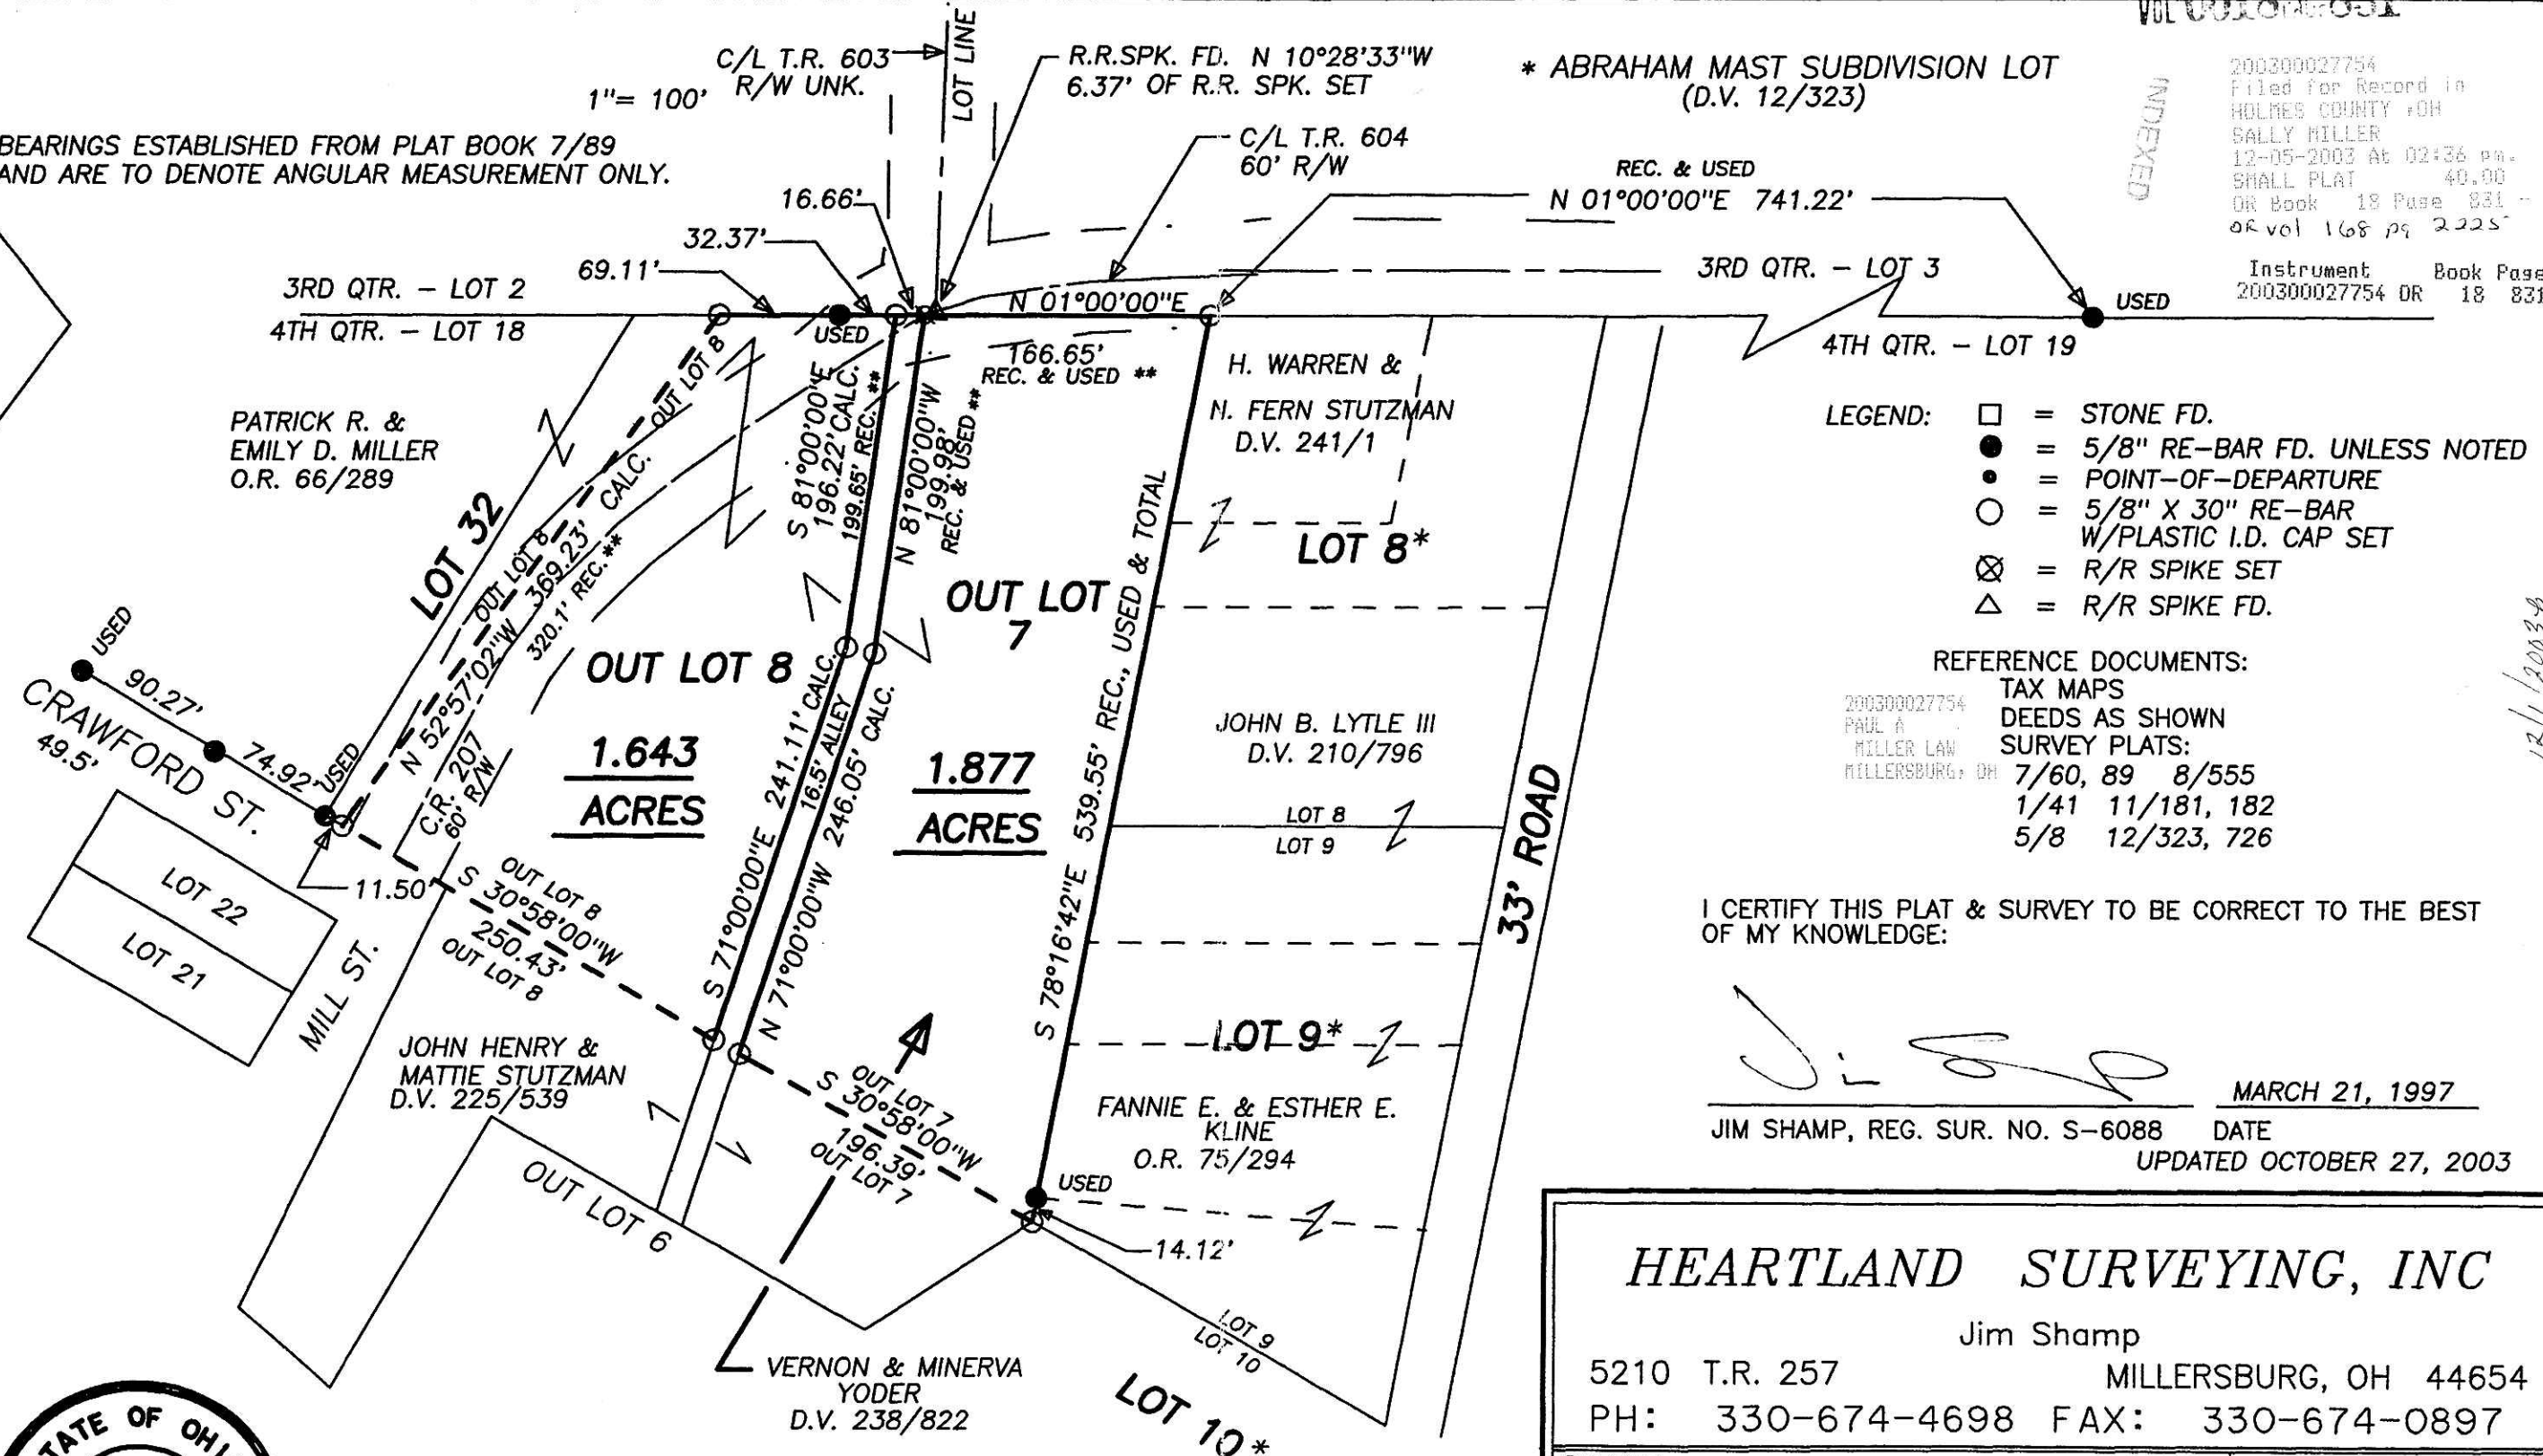 C/L T.R. 603
R/W UNK.
LOT LINE
1"= 100'
BEARINGS ESTABLISHED FROM PLAT BOOK 7/89
AND ARE TO DENOTE ANGULAR MEASUREMENT ONLY.
R.R.SPK. FD. N 10°28'33"W
6.37' OF R.R. SPK. SET
* ABRAHAM MAST SUBDIVISION LOT
(D.V. 12/323)
C/L T.R. 604
60' R/W
REC. & USED
N 01°00'00"E 741.22'
INDEXED
200300027754
Filed for Record in
HOLMES COUNTY ,OH
SALLY MILLER
12-05-2003 At 02:36 pm.
SMALL PLAT 40.00
OR Book 18 Page 831 -
OR vol 168 pg 2225
Instrument Book Page
200300027754 OR 18 831
16.66'
32.37'
69.11'
3RD QTR. - LOT 2
4TH QTR. - LOT 18
USED
N 01°00'00"E
166.65'
REC. & USED **
3RD QTR. - LOT 3
4TH QTR. - LOT 19
USED
PATRICK R. &
EMILY D. MILLER
O.R. 66/289
LOT 32
OUT LOT 8
OUT LOT 8
N 52°57'02"W 369.23' CALC.
320.1' REC.**
C.R. 207
60' R/W
S 81°00'00"E
196.22' CALC.
199.65' REC. **
N 81°00'00"W
199.98'
REC. & USED **
H. WARREN &
N. FERN STUTZMAN
D.V. 241/1
LOT 8*
OUT LOT
7
1.877
ACRES
OUT LOT 8
1.643
ACRES
S 71°00'00"E 241.11' CALC.
16.5' ALLEY
N 71°00'00"W 246.05' CALC.
S 78°16'42"E 539.55' REC., USED & TOTAL
JOHN B. LYTLE III
D.V. 210/796
LOT 8
LOT 9
33' ROAD
LOT 9*
FANNIE E. & ESTHER E.
KLINE
O.R. 75/294
USED
14.12'
LOT 9
LOT 10
LOT 10*
USED
90.27'
CRAWFORD ST.
49.5'
74.92'
USED
11.50'
LOT 22
LOT 21
MILL ST.
OUT LOT 8
S 30°58'00"W
250.43'
OUT LOT 8
JOHN HENRY &
MATTIE STUTZMAN
D.V. 225/539
OUT LOT 6
OUT LOT 7
S 30°58'00"W
196.39'
OUT LOT 7
VERNON & MINERVA
YODER
D.V. 238/822
STATE OF
LEGEND:
= STONE FD.
= 5/8" RE-BAR FD. UNLESS NOTED
= POINT-OF-DEPARTURE
= 5/8" X 30" RE-BAR
W/PLASTIC I.D. CAP SET
= R/R SPIKE SET
= R/R SPIKE FD.
REFERENCE DOCUMENTS:
TAX MAPS
DEEDS AS SHOWN
SURVEY PLATS:
7/60, 89 8/555
1/41 11/181, 182
5/8 12/323, 726
200300027754
PAUL A
MILLER LAW
MILLERSBURG, OH
I CERTIFY THIS PLAT & SURVEY TO BE CORRECT TO THE BEST
OF MY KNOWLEDGE:
MARCH 21, 1997
JIM SHAMP, REG. SUR. NO. S-6088 DATE
UPDATED OCTOBER 27, 2003
HEARTLAND SURVEYING, INC
Jim Shamp
5210 T.R. 257 MILLERSBURG, OH 44654
PH: 330-674-4698 FAX: 330-674-0897